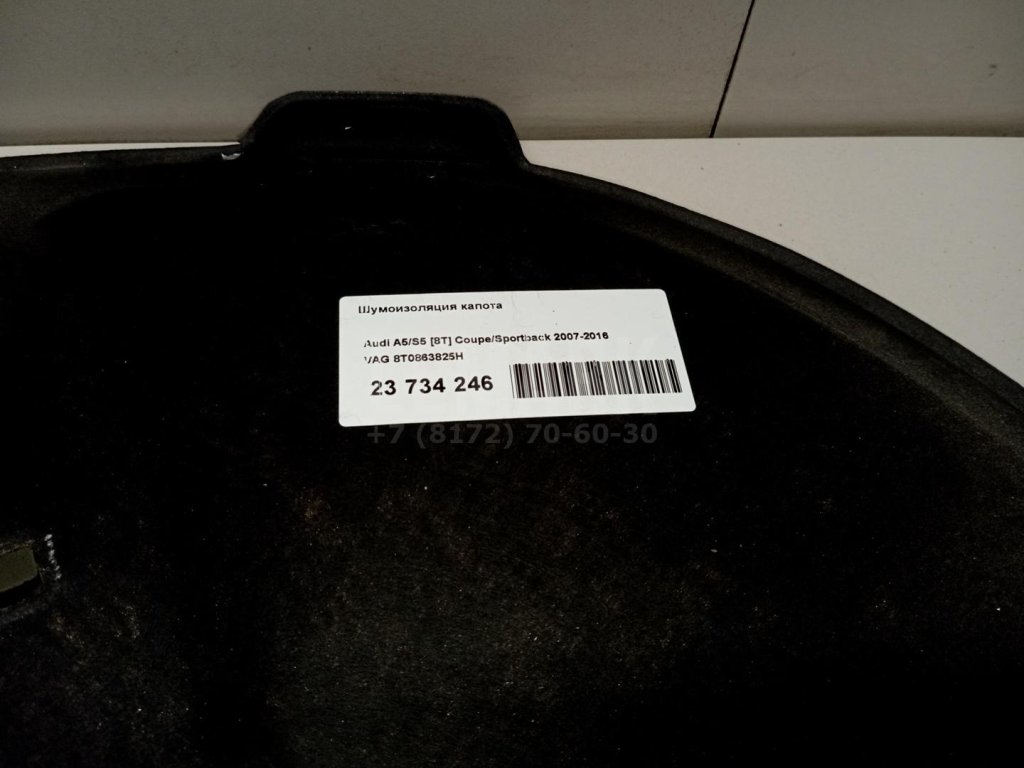 Шумоизоляция капота
Audi A5/S5 [8T] Coupe/Sportback 2007-2016
VAG 8T0863825H
23 734 246
+7 (8172) 70-60-30